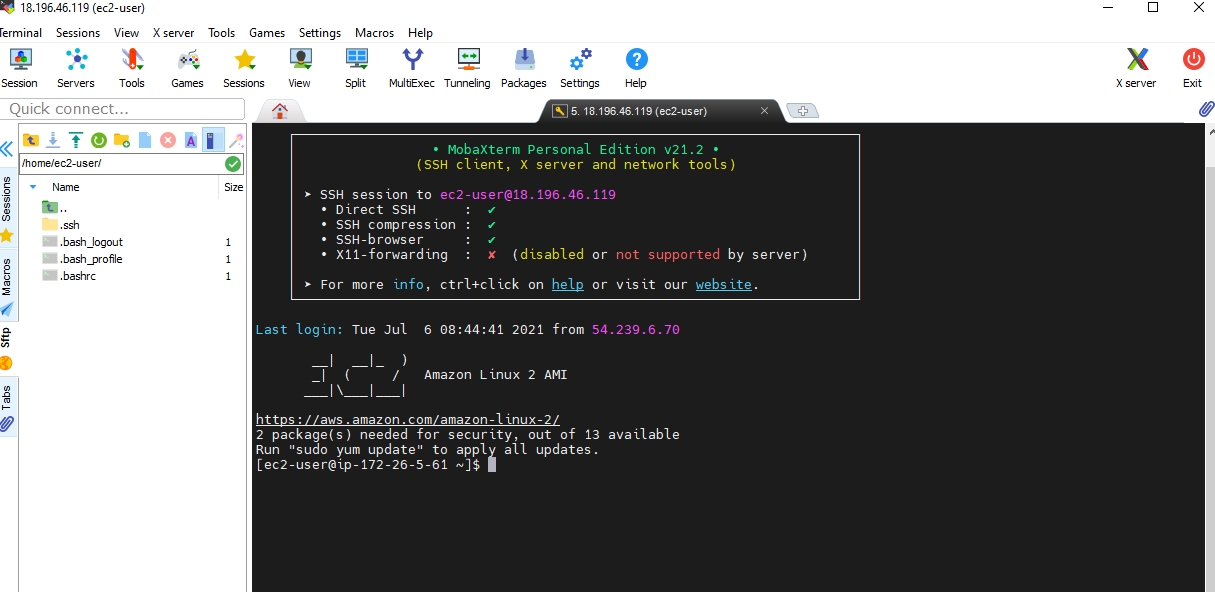 18.196.46.119 (ec2-user)
Terminal Sessions View X server Tools Games Settings Macros Help
Session Servers Tools Games Sessions View Split MultiExec Tunneling Packages Settings Help X server Exit
Quick connect...
5. 18.196.46.119 (ec2-user)
/home/ec2-user/
Name Size
..
.ssh
.bash_logout 1
.bash_profile 1
.bashrc 1
Sessions
Macros
Sftp
Tabs
• MobaXterm Personal Edition v21.2 •
(SSH client, X server and network tools)
➤ SSH session to ec2-user@18.196.46.119
• Direct SSH : ✔
• SSH compression : ✔
• SSH-browser : ✔
• X11-forwarding : ✘ (disabled or not supported by server)
➤ For more info, ctrl+click on help or visit our website.
Last login: Tue Jul  6 08:44:41 2021 from 54.239.6.70
       __|  __|_  )
       _|  (     /   Amazon Linux 2 AMI
      ___|\___|___|
https://aws.amazon.com/amazon-linux-2/
2 package(s) needed for security, out of 13 available
Run "sudo yum update" to apply all updates.
[ec2-user@ip-172-26-5-61 ~]$